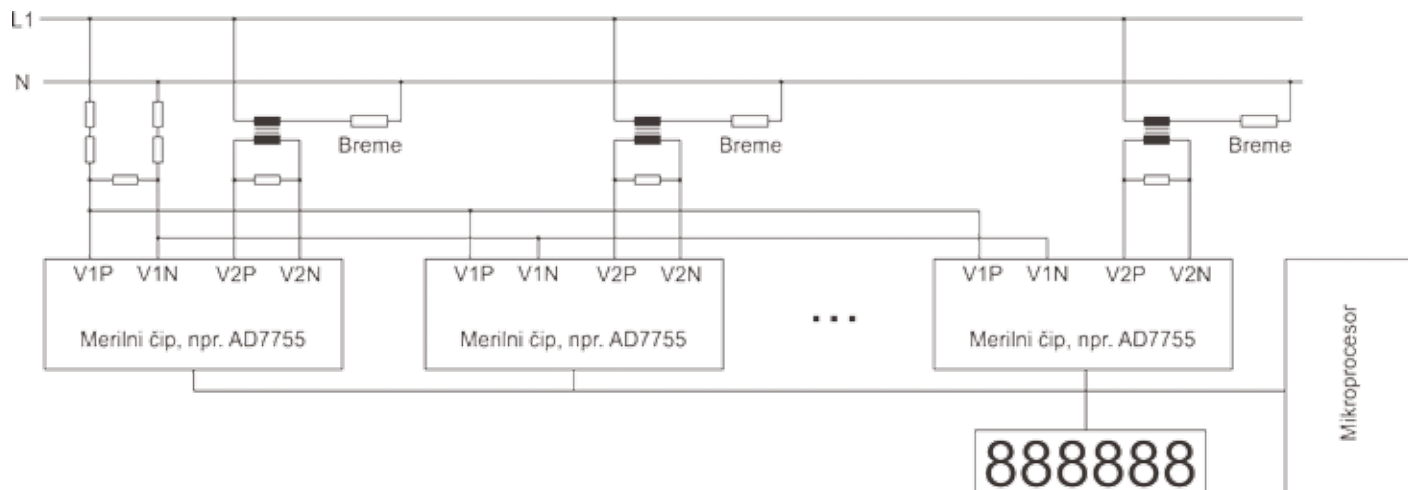 L1
N
Breme
Breme
Breme
V1P V1N V2P V2N
V1P V1N V2P V2N
V1P V1N V2P V2N
Merilni čip, npr. AD7755
Merilni čip, npr. AD7755
...
Merilni čip, npr. AD7755
Mikroprocesor
888888